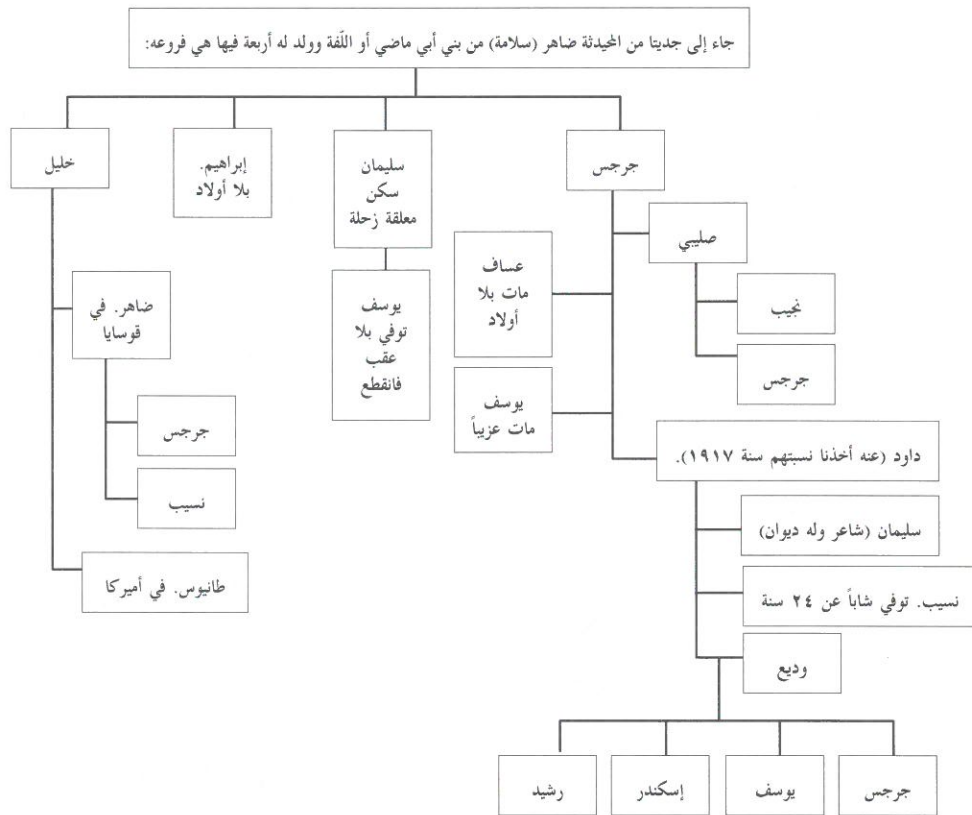 جاء إلى جديتا من المحيدثة ضاهر (سلامة) من بني أبي ماضي أو اللّفة وولد له أربعة فيها هي فروعه:
جرجس
صليبي
نجيب
جرجس
عساف
مات بلا
أولاد
يوسف
مات عزيباً
داود (عنه أخذنا نسبتهم سنة ١٩١٧).
سليمان (شاعر وله ديوان)
نسيب. توفي شاباً عن ٢٤ سنة
وديع
جرجس
يوسف
إسكندر
رشيد
سليمان
سكن
معلقة زحلة
يوسف
توفي بلا
عقب
فانقطع
إبراهيم.
بلا أولاد
خليل
ضاهر. في
قوسايا
جرجس
نسيب
طانيوس. في أميركا